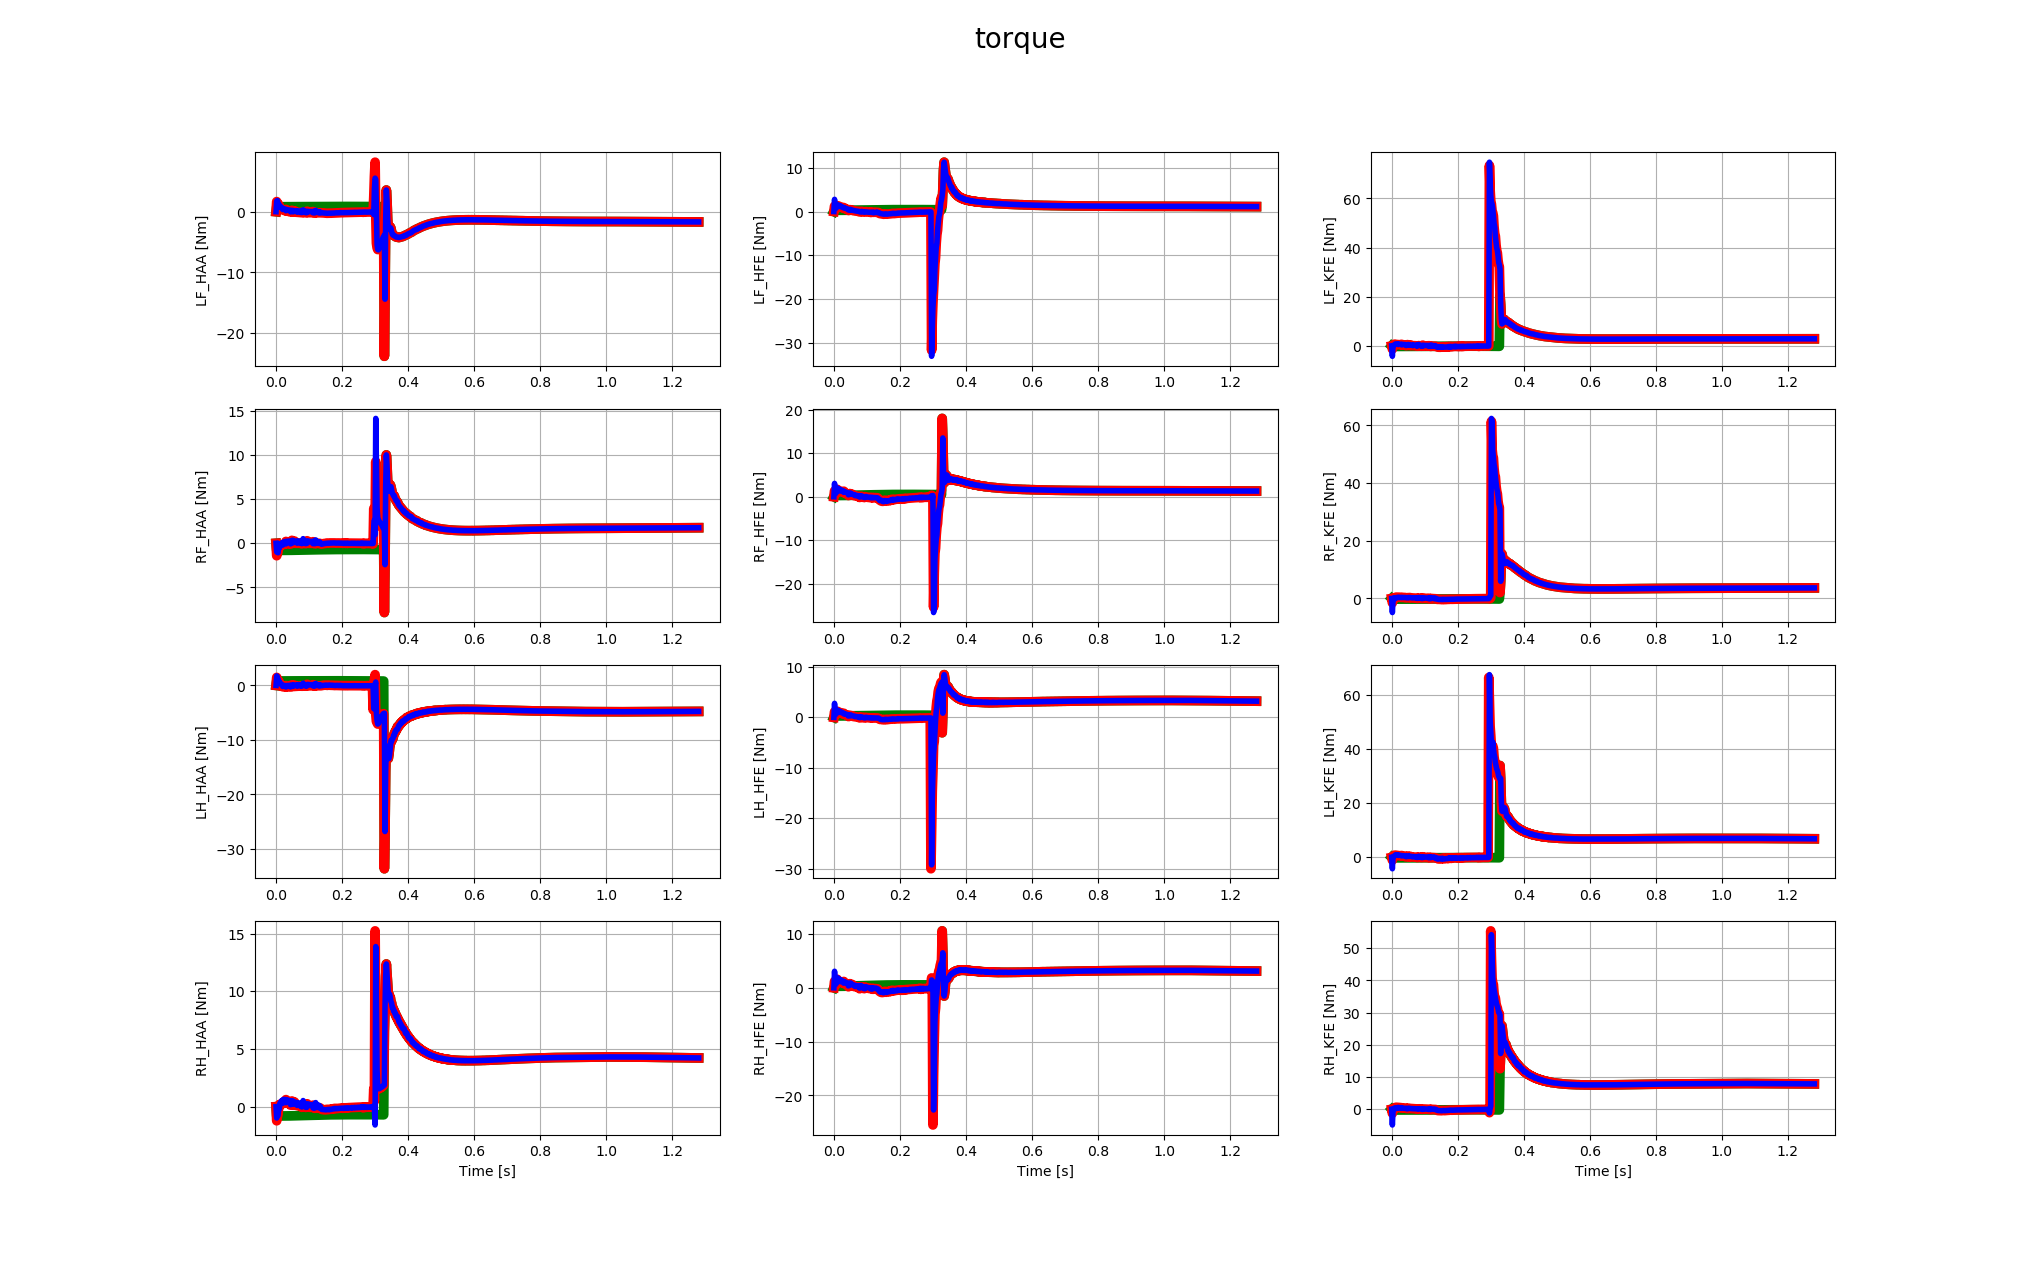 torque
LF_HAA [Nm]
0
−10
−20
0.0 0.2 0.4 0.6 0.8 1.0 1.2
LF_HFE [Nm]
10
0
−10
−20
−30
0.0 0.2 0.4 0.6 0.8 1.0 1.2
LF_KFE [Nm]
60
40
20
0
0.0 0.2 0.4 0.6 0.8 1.0 1.2
RF_HAA [Nm]
15
10
5
0
−5
0.0 0.2 0.4 0.6 0.8 1.0 1.2
RF_HFE [Nm]
20
10
0
−10
−20
0.0 0.2 0.4 0.6 0.8 1.0 1.2
RF_KFE [Nm]
60
40
20
0
0.0 0.2 0.4 0.6 0.8 1.0 1.2
LH_HAA [Nm]
0
−10
−20
−30
0.0 0.2 0.4 0.6 0.8 1.0 1.2
LH_HFE [Nm]
10
0
−10
−20
−30
0.0 0.2 0.4 0.6 0.8 1.0 1.2
LH_KFE [Nm]
60
40
20
0
0.0 0.2 0.4 0.6 0.8 1.0 1.2
RH_HAA [Nm]
15
10
5
0
0.0 0.2 0.4 0.6 0.8 1.0 1.2
Time [s]
RH_HFE [Nm]
10
0
−10
−20
0.0 0.2 0.4 0.6 0.8 1.0 1.2
Time [s]
RH_KFE [Nm]
50
40
30
20
10
0
0.0 0.2 0.4 0.6 0.8 1.0 1.2
Time [s]